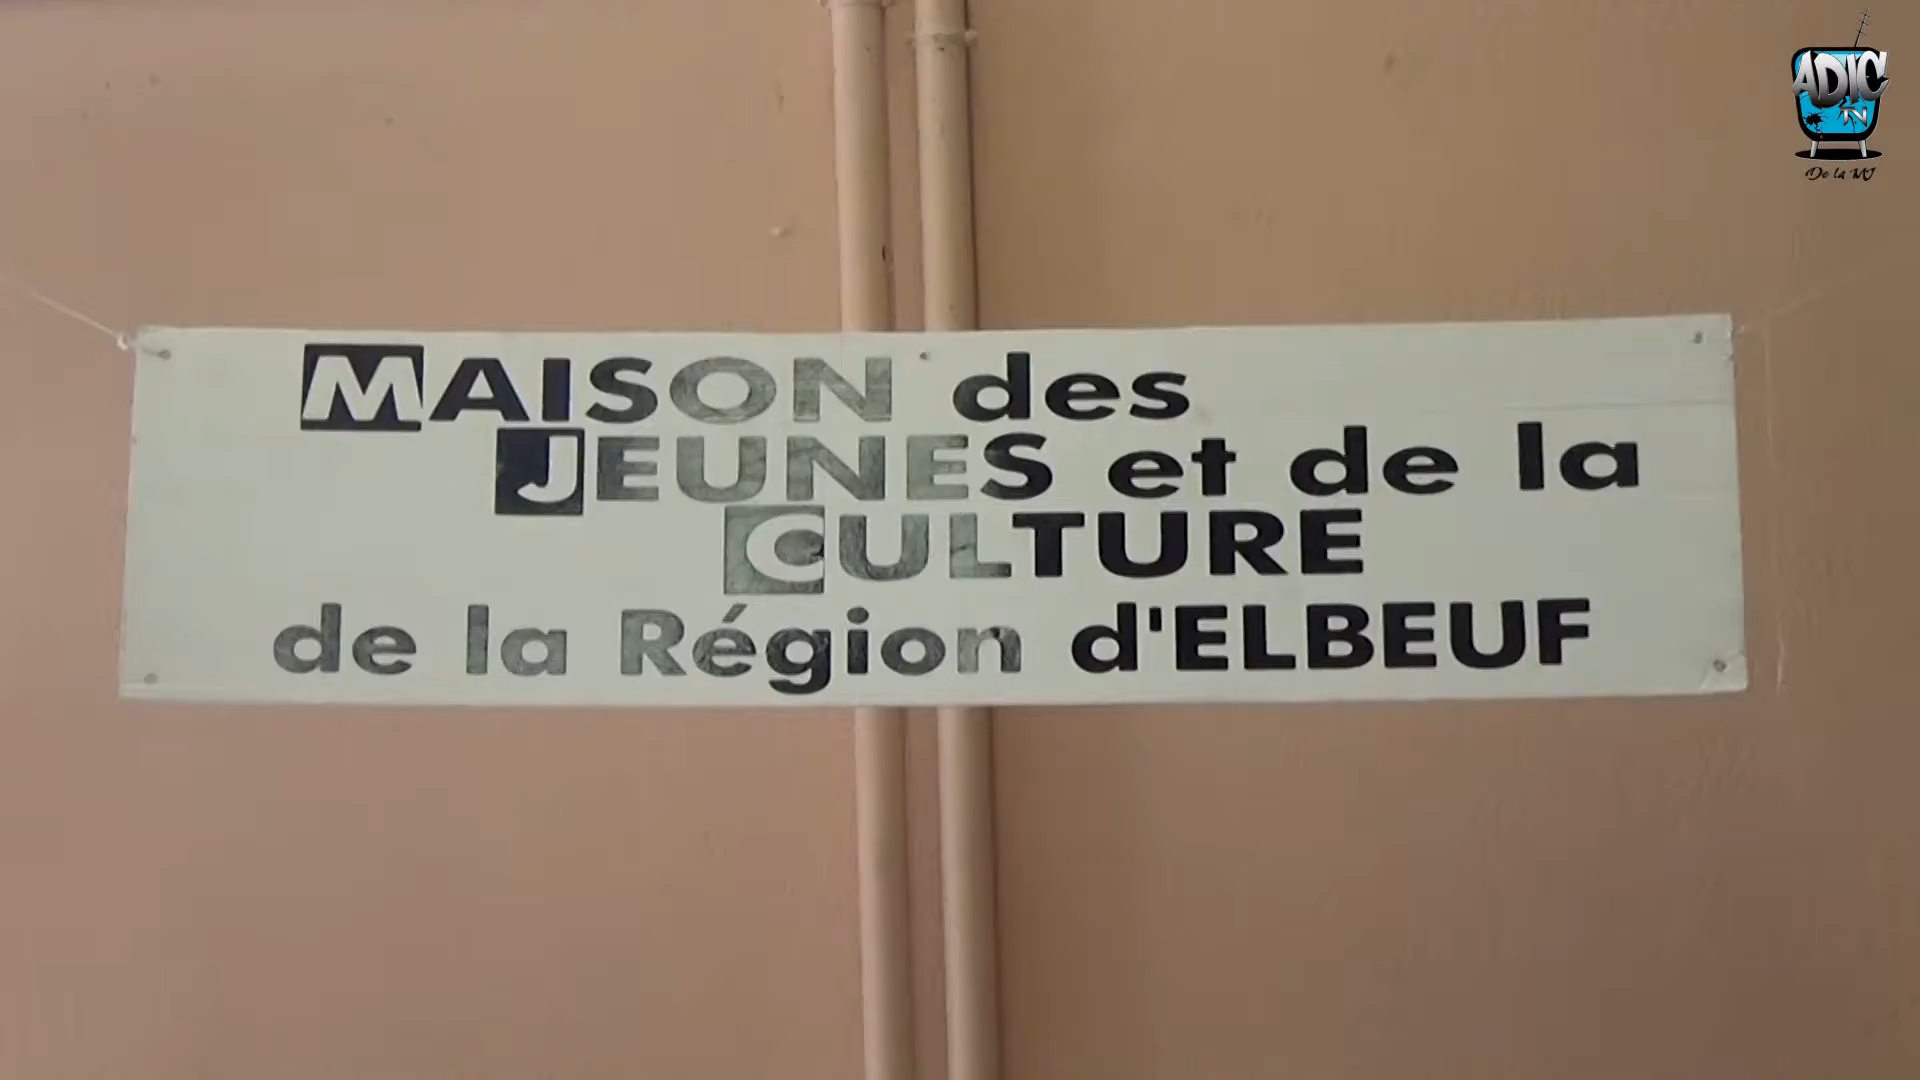 MAISON des
JEUNES et de la
CULTURE
de la Région d'ELBEUF
ADIC
TV
De la MJ